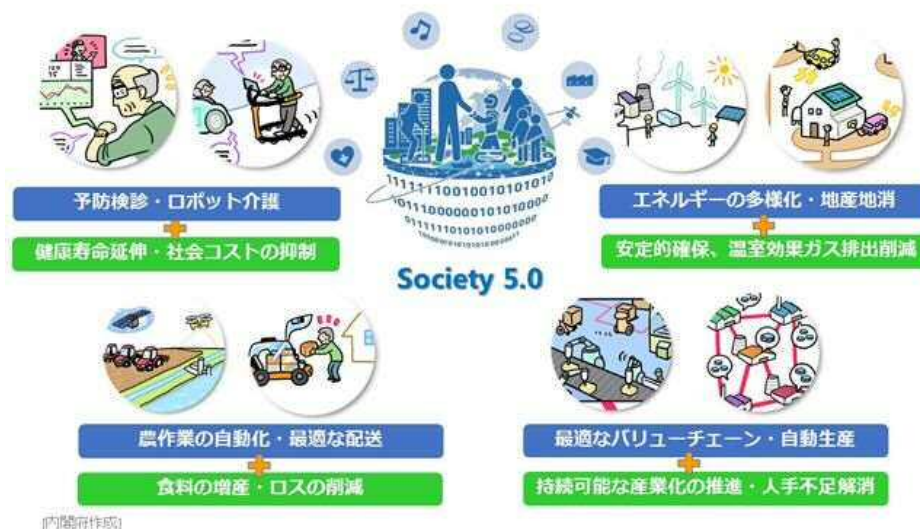 予防検診・ロボット介護
健康寿命延伸・社会コストの抑制
エネルギーの多様化・地産地消
安定的確保、温室効果ガス排出削減
Society 5.0
農作業の自動化・最適な配送
食料の増産・ロスの削減
最適なバリューチェーン・自動生産
持続可能な産業化の推進・人手不足解消
[内閣府作成]